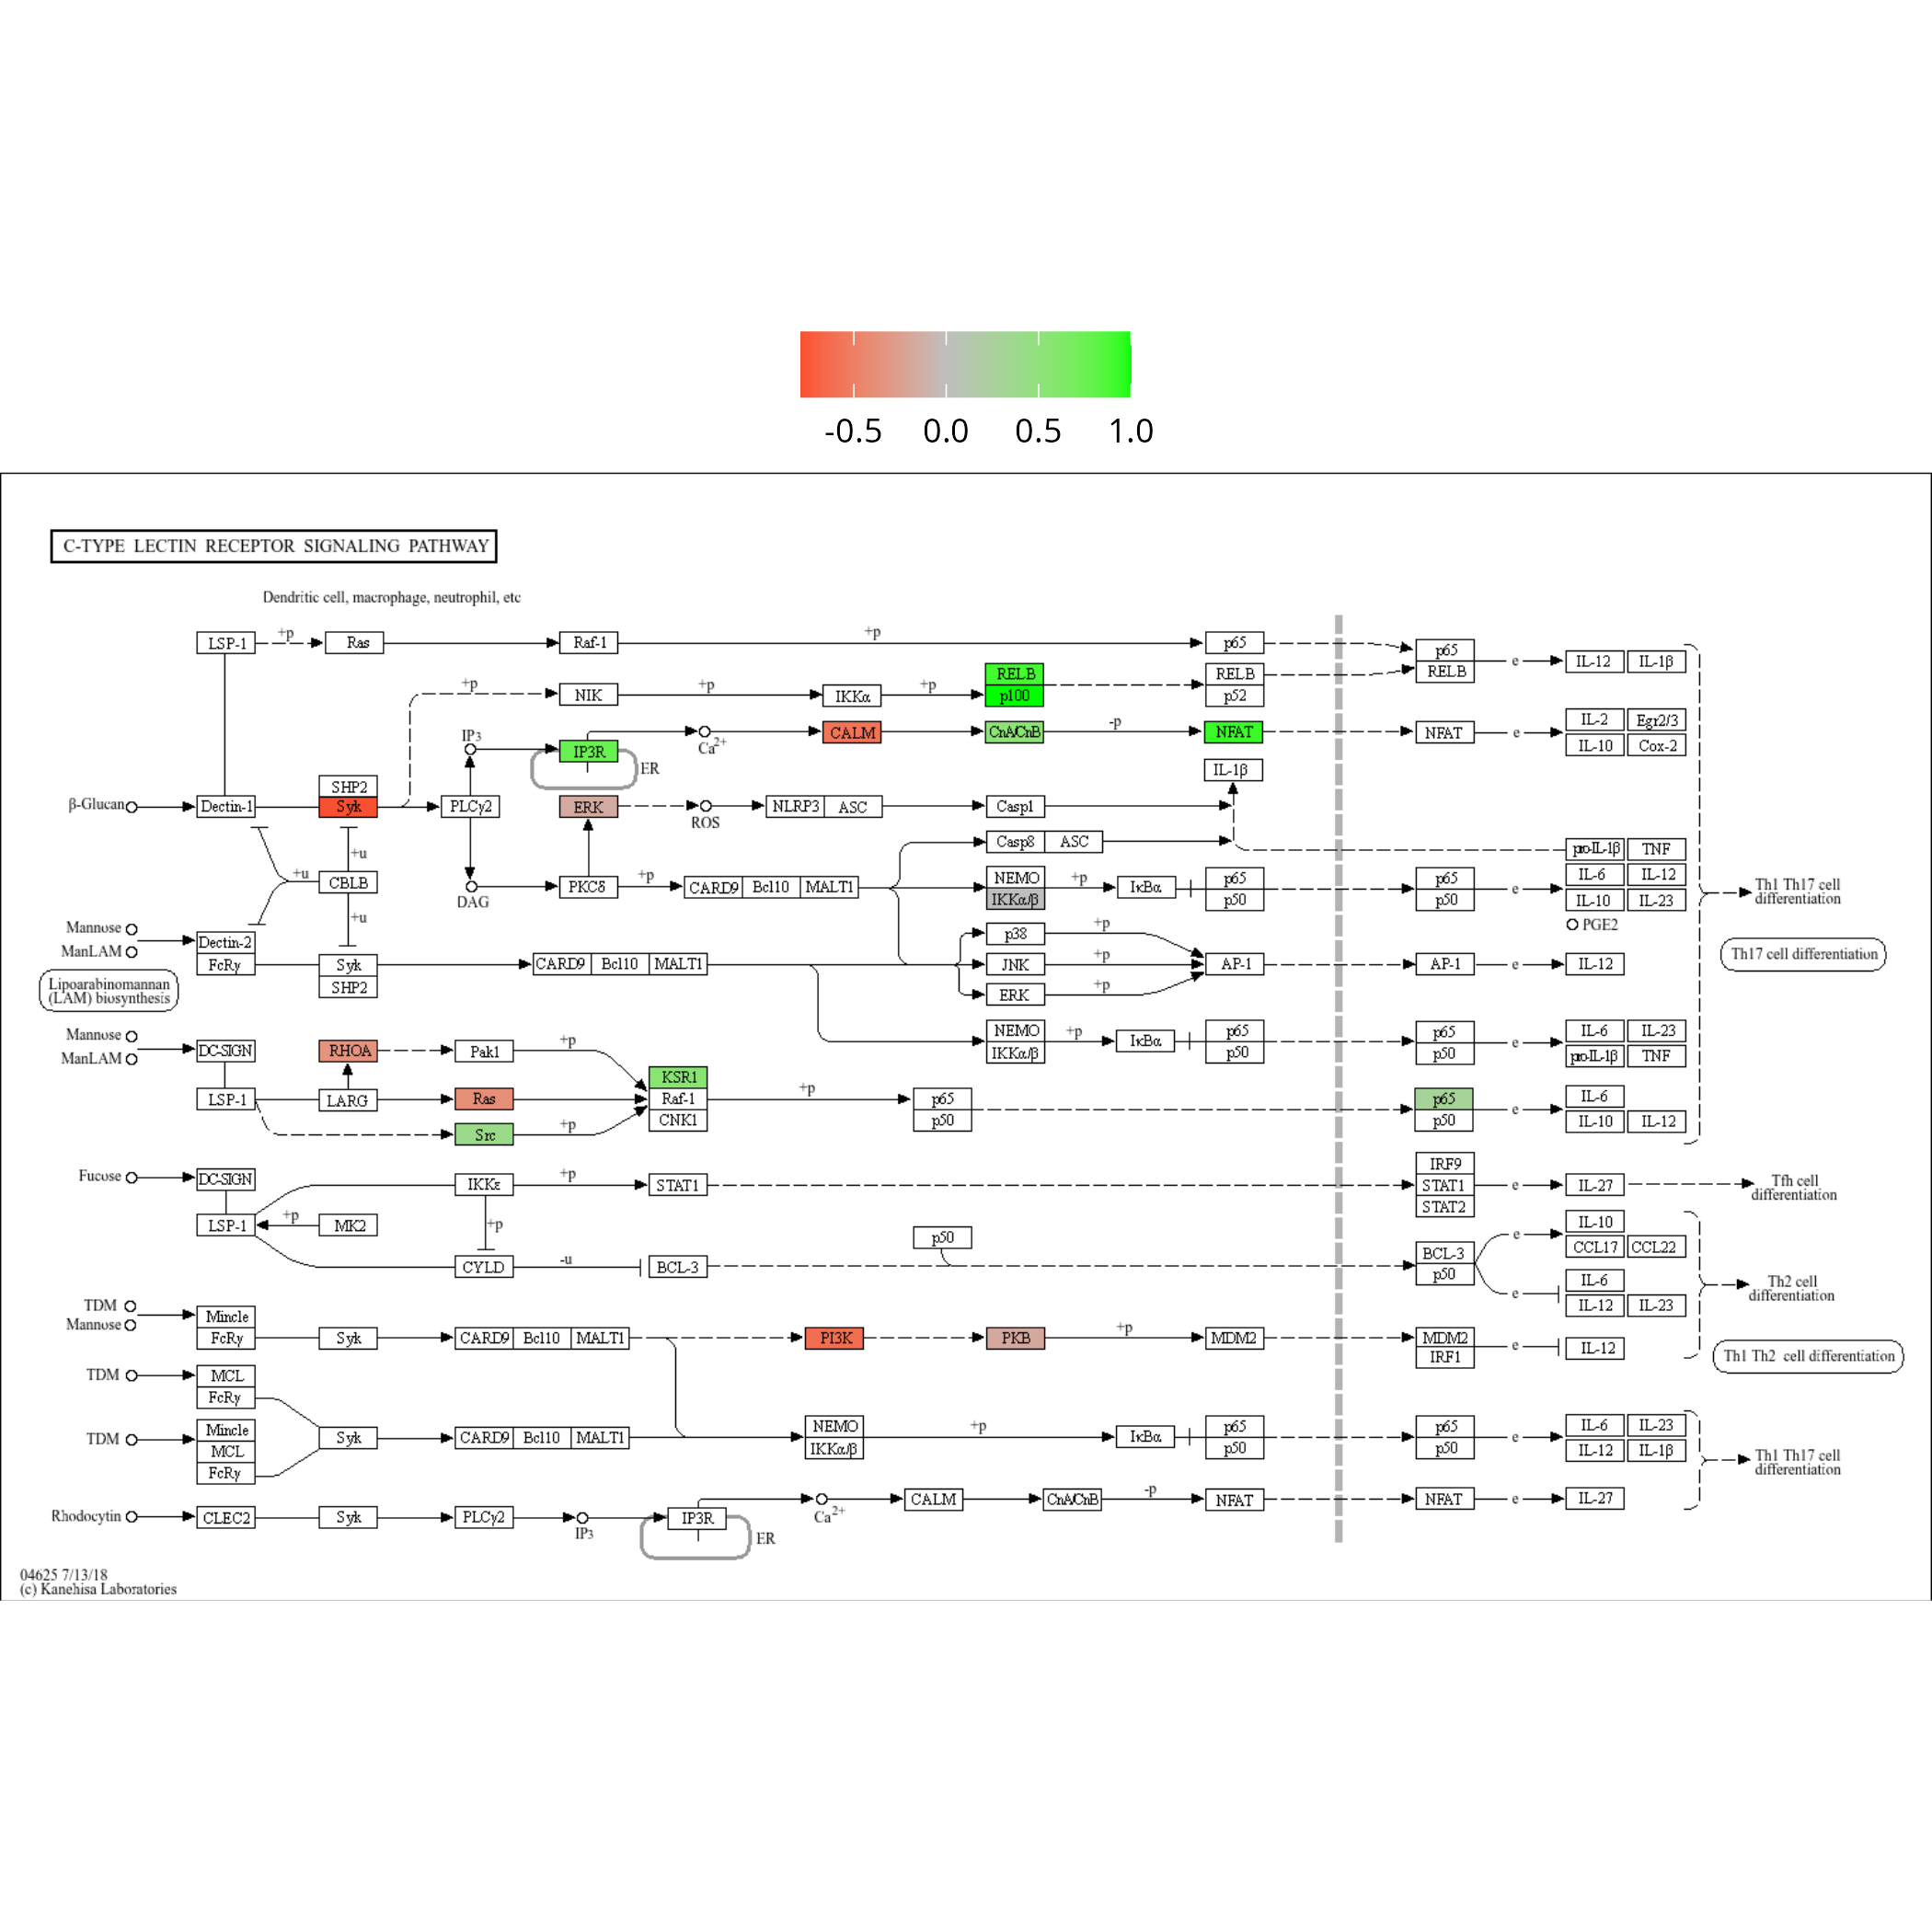 -0.5 0.0 0.5 1.0
C-TYPE LECTIN RECEPTOR SIGNALING PATHWAY
Dendritic cell, macrophage, neutrophil, etc
LSP-1 +p Ras Raf-1 +p p65 p65 RELB e IL-12 IL-1β
+p NIK +p IKKα +p RELB p100 RELB p52
IP3 IP3R ER Ca2+ CALM CnA/CnB -p NFAT NFAT e IL-2 Egr2/3
IL-10 Cox-2
IL-1β
β-Glucan Dectin-1 SHP2 Syk PLCγ2 ERK ROS NLRP3 ASC Casp1
Casp8 ASC pro-IL-1β TNF
+u +u CBLB +u DAG PKCδ +p CARD9 Bcl10 MALT1 NEMO IKKα/β +p IκBα p65 p50 p65 p50 e IL-6 IL-12
IL-10 IL-23
PGE2
Th1 Th17 cell
differentiation
Th17 cell differentiation
Mannose
ManLAM
Dectin-2 FcRγ Syk SHP2 CARD9 Bcl10 MALT1 p38 +p
JNK +p AP-1 AP-1 e IL-12
ERK +p
Lipoarabinomannan
(LAM) biosynthesis
NEMO IKKα/β +p IκBα p65 p50 p65 p50 e IL-6 IL-23
pro-IL-1β TNF
Mannose
ManLAM
DC-SIGN RHOA Pak1 +p
LSP-1 LARG Ras KSR1 Raf-1 CNK1 +p p65 p50 p65 p50 e IL-6
IL-10 IL-12
Src +p
Fucose DC-SIGN IKKε +p STAT1 IRF9 STAT1 STAT2 e IL-27 Tfh cell
differentiation
LSP-1 +p MK2 +p p50
CYLD -u BCL-3 BCL-3 p50 e IL-10
CCL17 CCL22
e IL-6
IL-12 IL-23
Th2 cell
differentiation
TDM
Mannose
Mincle FcRγ Syk CARD9 Bcl10 MALT1 PI3K PKB +p MDM2 MDM2 IRF1 e IL-12
Th1 Th2 cell differentiation
TDM MCL FcRγ
TDM Mincle MCL FcRγ Syk CARD9 Bcl10 MALT1 NEMO IKKα/β +p IκBα p65 p50 p65 p50 e IL-6 IL-23
IL-12 IL-1β
Th1 Th17 cell
differentiation
Rhodocytin CLEC2 Syk PLCγ2 IP3 IP3R ER Ca2+ CALM CnA/CnB -p NFAT NFAT e IL-27
04625 7/13/18
(c) Kanehisa Laboratories